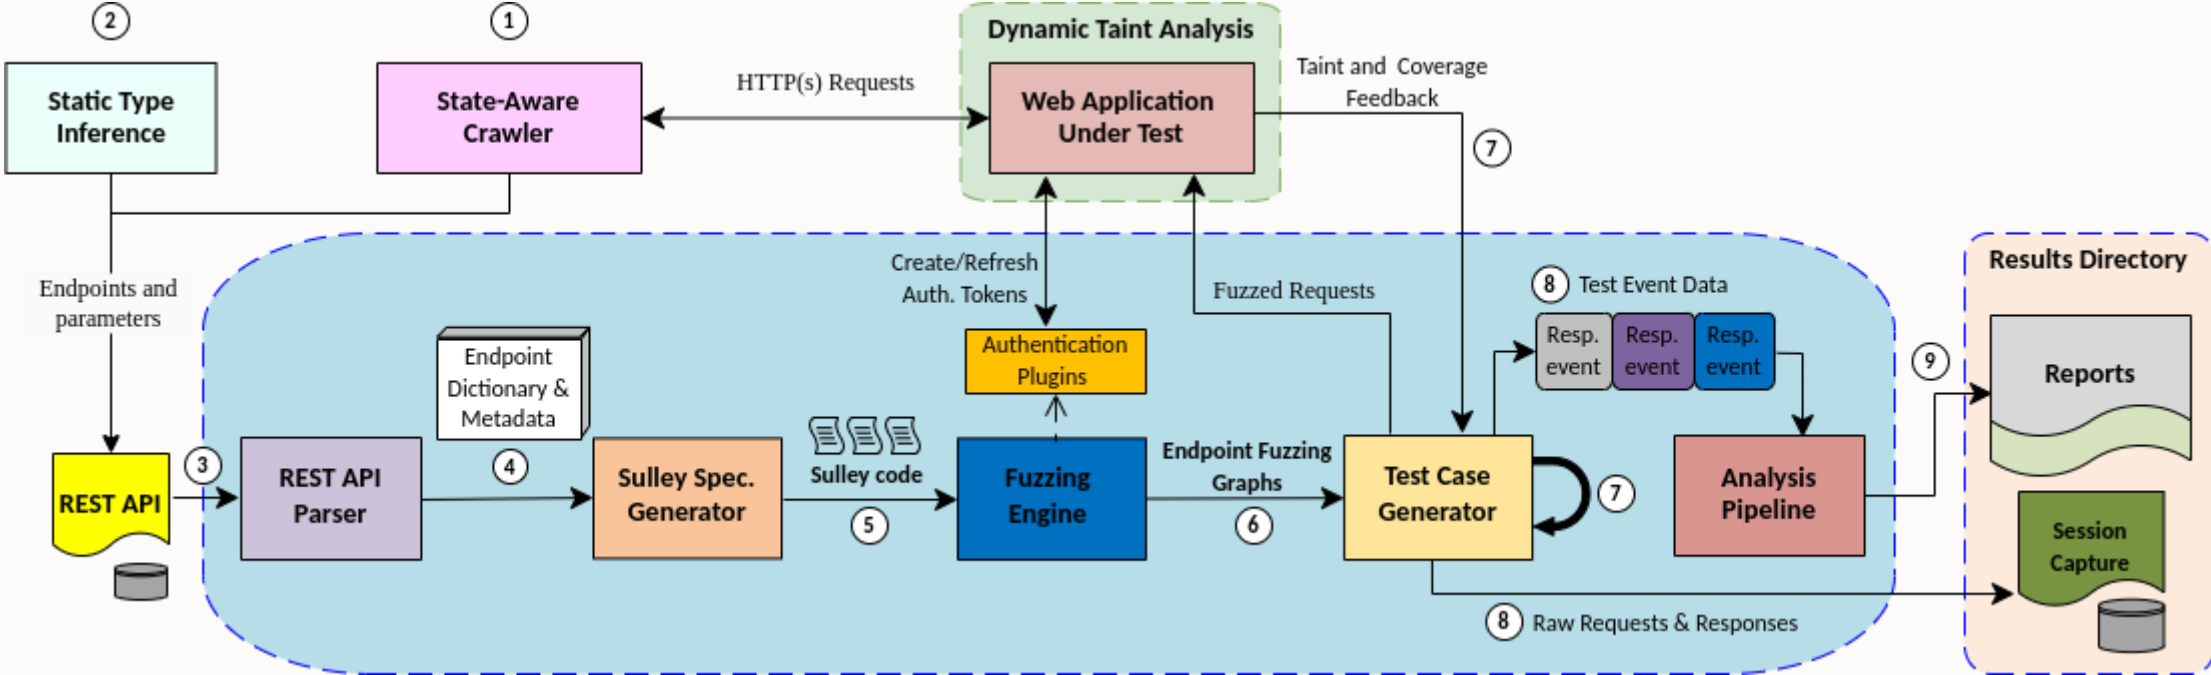 2
1
Dynamic Taint Analysis
Static Type
Inference
State-Aware
Crawler
HTTP(s) Requests
Web Application
Under Test
Taint and Coverage
Feedback
7
Endpoints and
parameters
Create/Refresh
Auth. Tokens
Fuzzed Requests
8 Test Event Data
Resp.
event
Resp.
event
Resp.
event
Results Directory
9
Reports
Endpoint
Dictionary &
Metadata
Authentication
Plugins
REST API
3
REST API
Parser
4
Sulley Spec.
Generator
Sulley code
5
Fuzzing
Engine
Endpoint Fuzzing
Graphs
6
Test Case
Generator
7
Analysis
Pipeline
Session
Capture
8 Raw Requests & Responses